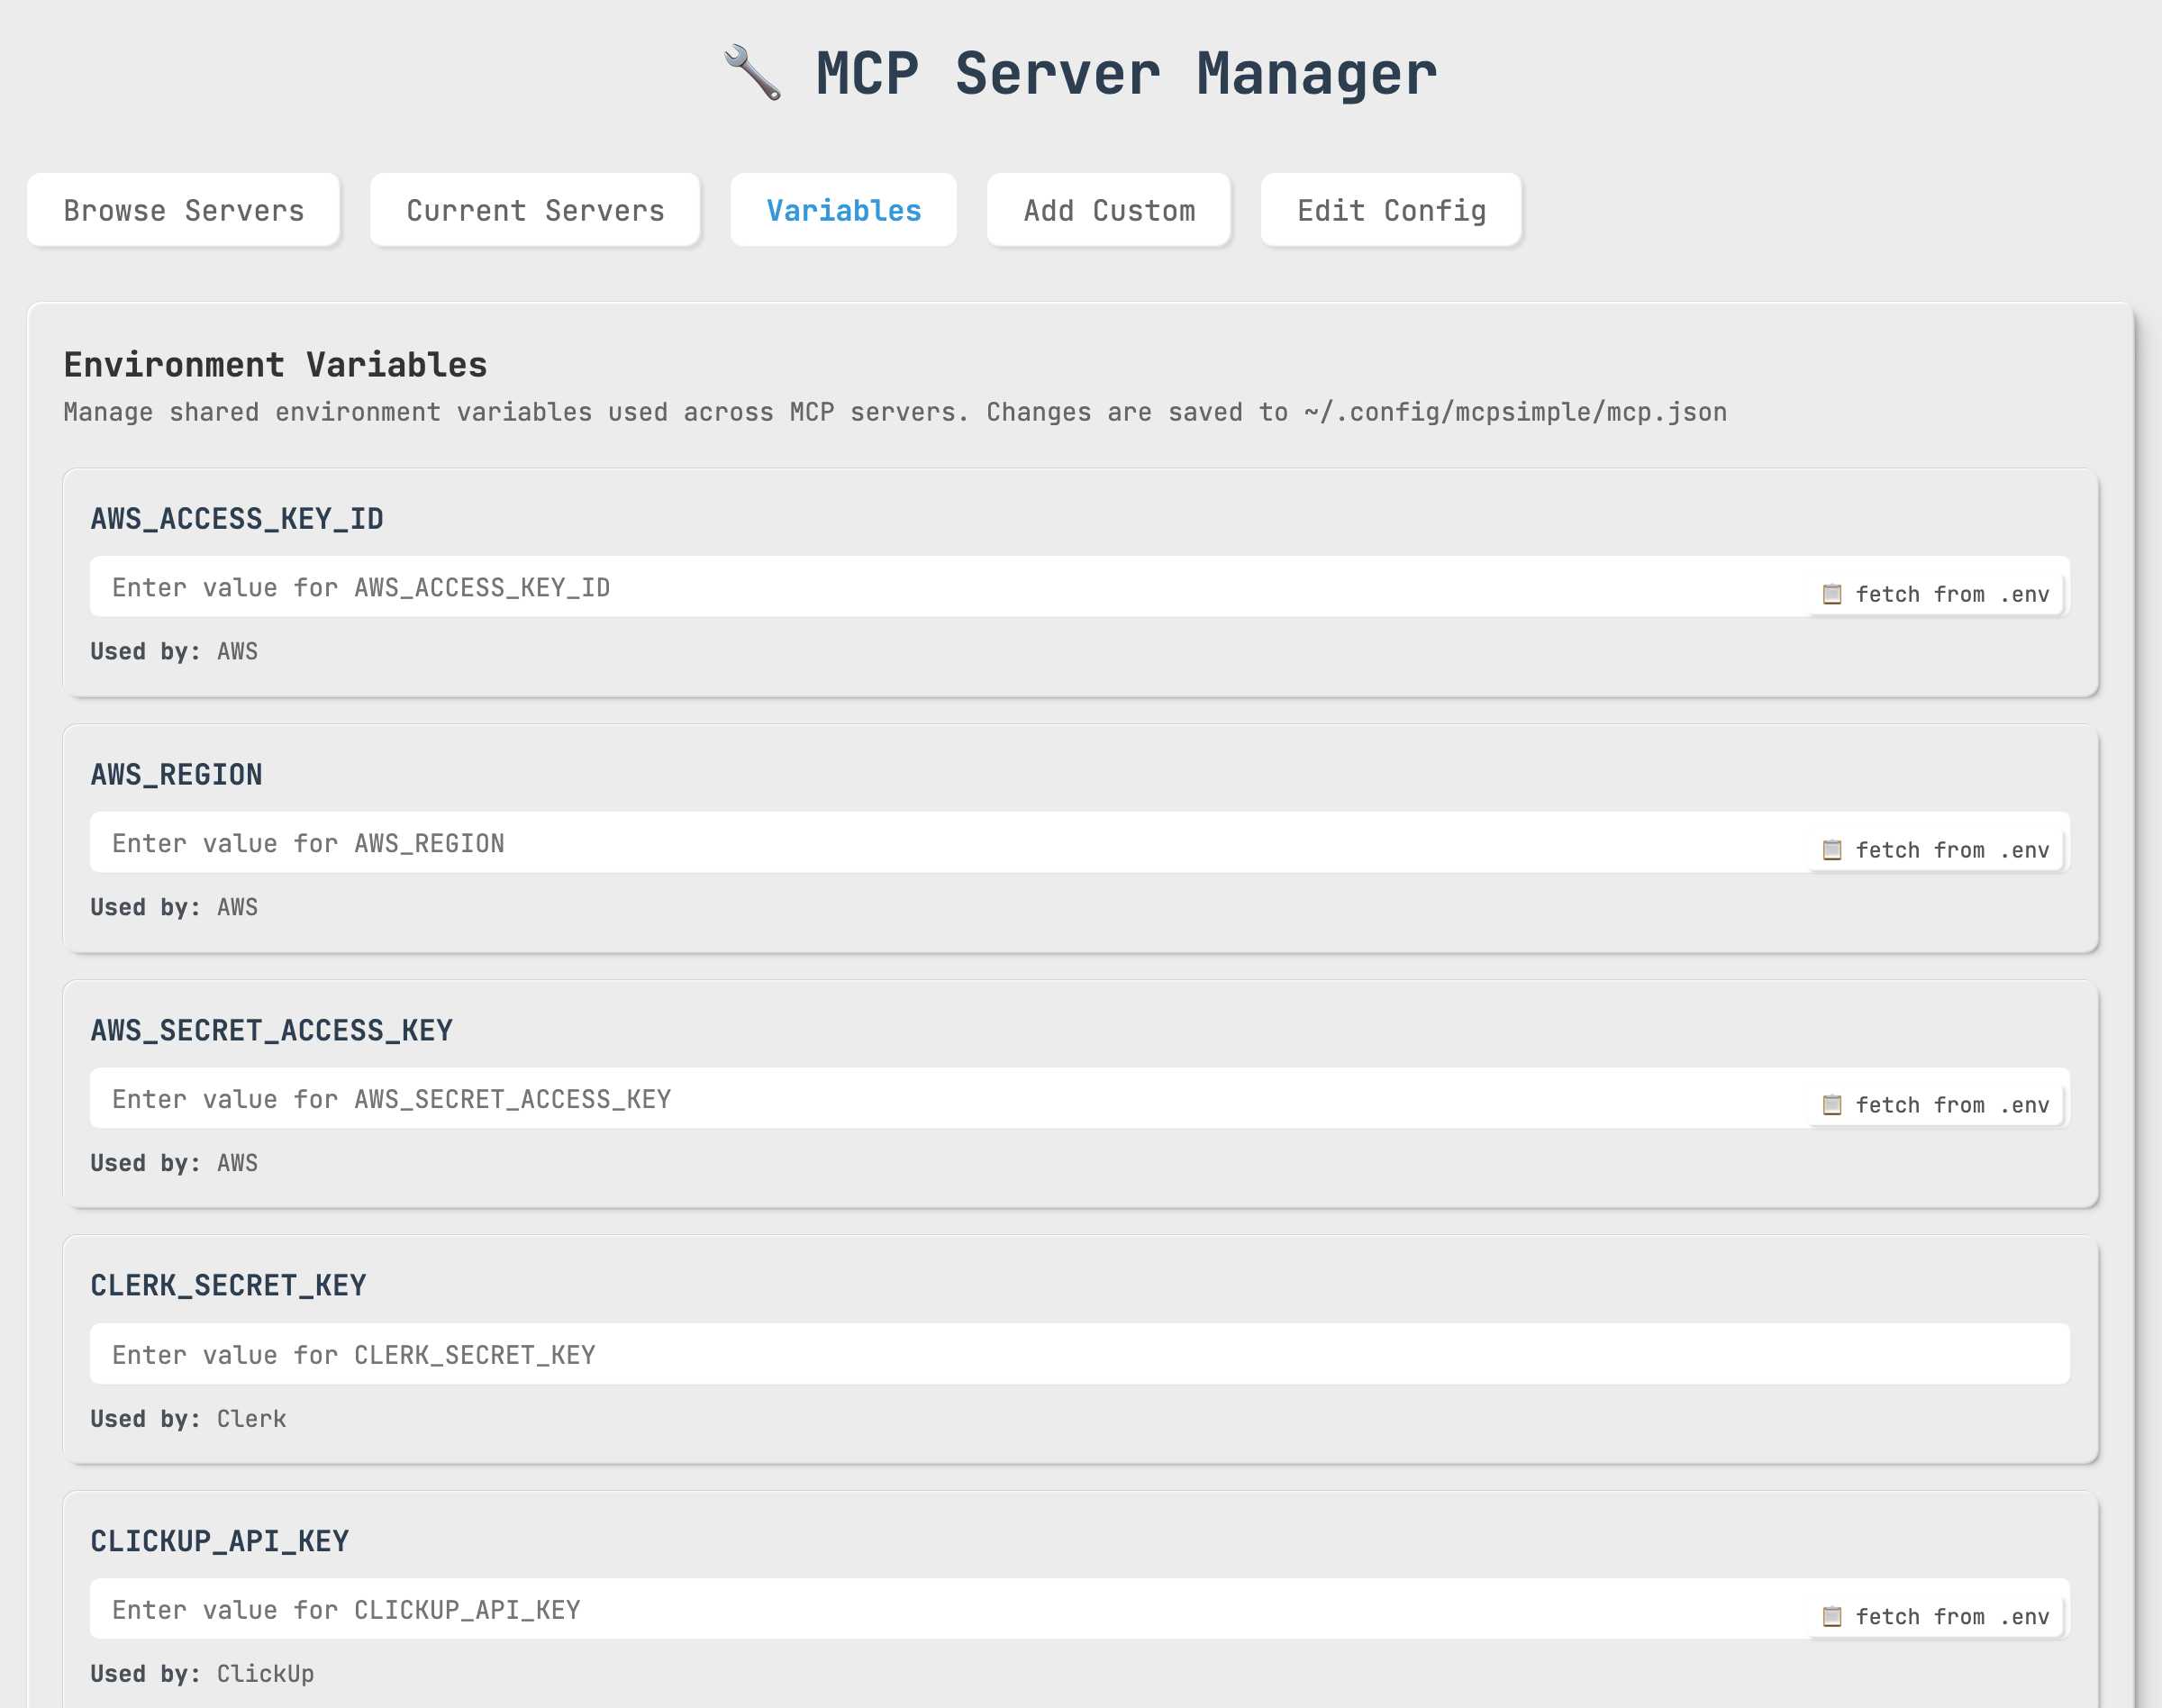 MCP Server Manager
Browse Servers
Current Servers
Variables
Add Custom
Edit Config
Environment Variables
Manage shared environment variables used across MCP servers. Changes are saved to ~/.config/mcpsimple/mcp.json
AWS_ACCESS_KEY_ID
Enter value for AWS_ACCESS_KEY_ID
fetch from .env
Used by: AWS
AWS_REGION
Enter value for AWS_REGION
fetch from .env
Used by: AWS
AWS_SECRET_ACCESS_KEY
Enter value for AWS_SECRET_ACCESS_KEY
fetch from .env
Used by: AWS
CLERK_SECRET_KEY
Enter value for CLERK_SECRET_KEY
Used by: Clerk
CLICKUP_API_KEY
Enter value for CLICKUP_API_KEY
fetch from .env
Used by: ClickUp